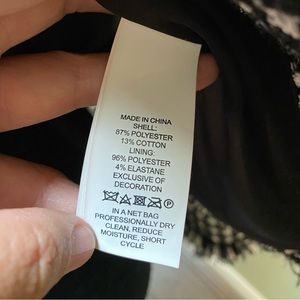 MADE IN CHINA
SHELL:
87% POLYESTER
13% COTTON
LINING:
96% POLYESTER
4% ELASTANE
EXCLUSIVE OF
DECORATION
P
IN A NET BAG
PROFESSIONALLY DRY
CLEAN, REDUCE
MOISTURE, SHORT
CYCLE